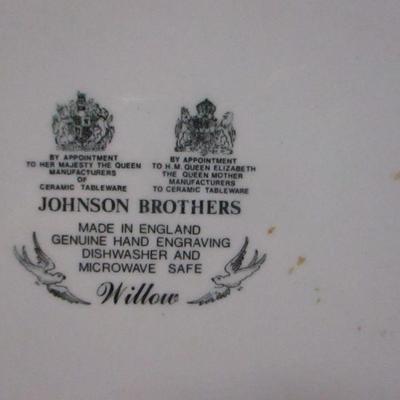 BY APPOINTMENT
TO HER MAJESTY THE QUEEN
MANUFACTURERS
OF
CERAMIC TABLEWARE
BY APPOINTMENT
TO H.M. QUEEN ELIZABETH
THE QUEEN MOTHER
MANUFACTURERS
TO CERAMIC TABLEWARE
JOHNSON BROTHERS
MADE IN ENGLAND
GENUINE HAND ENGRAVING
DISHWASHER AND
MICROWAVE SAFE
Willow